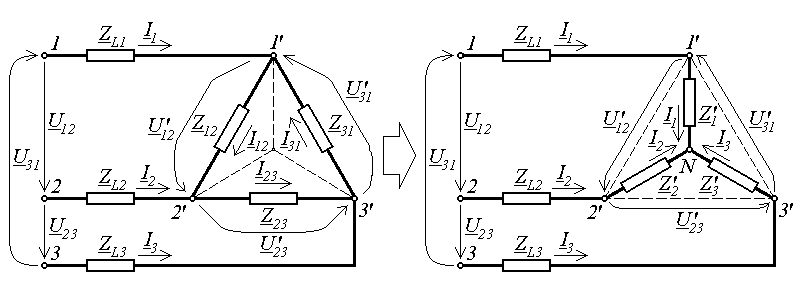 1 Z_L1 I_1 1' 1 Z_L1 I_1 1'
U_12 U'_12 Z_12 I_12 I_31 Z_31 U'_31 U_12 U'_12 I_1 Z'_1 U'_31
U_31 U_31 I_2 I_3
2 Z_L2 I_2 2' I_23 Z_23 3' 2 Z_L2 I_2 2' Z'_2 N Z'_3 3'
U_23 U'_23 U_23 U'_23
3 Z_L3 I_3 3 Z_L3 I_3